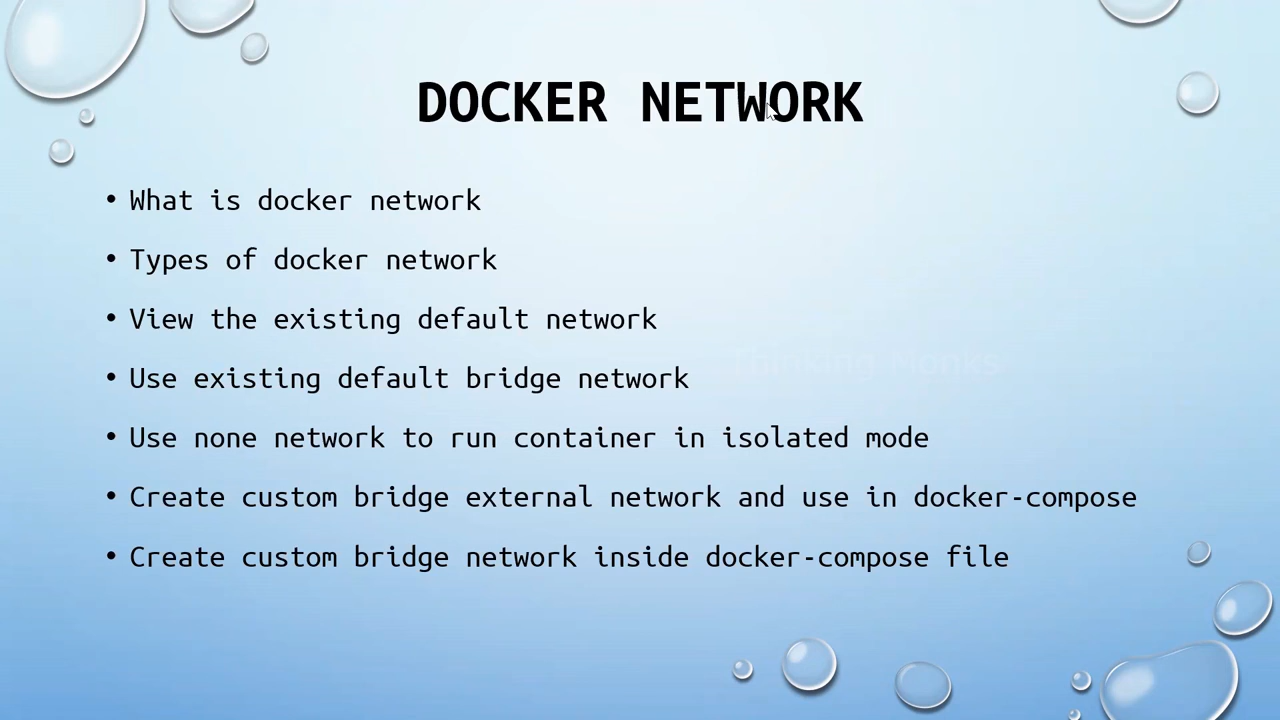 DOCKER NETWORK
• What is docker network
• Types of docker network
• View the existing default network
• Use existing default bridge network
Thinking Monks
• Use none network to run container in isolated mode
• Create custom bridge external network and use in docker-compose
• Create custom bridge network inside docker-compose file